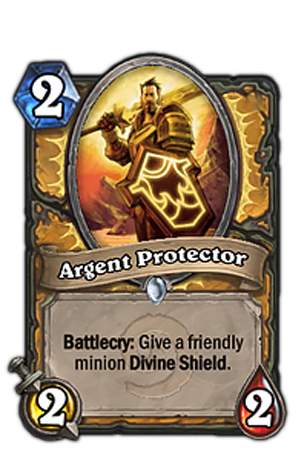 2
Argent Protector
Battlecry: Give a friendly
minion Divine Shield.
2 2